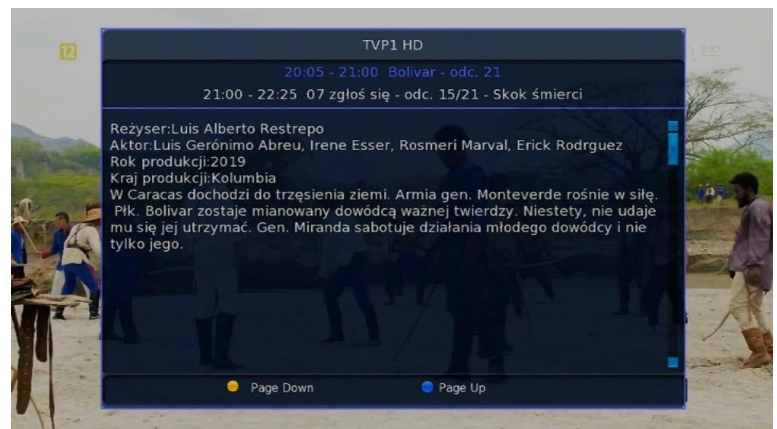 TVP1 HD
12
20:05 - 21:00 Bolivar - odc. 21
21:00 - 22:25 07 zgłoś się - odc. 15/21 - Skok śmierci
Reżyser:Luis Alberto Restrepo
Aktor:Luis Gerónimo Abreu, Irene Esser, Rosmeri Marval, Erick Rodrguez
Rok produkcji:2019
Kraj produkcji:Kolumbia
W Caracas dochodzi do trzęsienia ziemi. Armia gen. Monteverde rośnie w siłę.
Płk. Bolivar zostaje mianowany dowódcą ważnej twierdzy. Niestety, nie udaje
mu się jej utrzymać. Gen. Miranda sabotuje działania młodego dowódcy i nie
tylko jego.
Page Down
Page Up